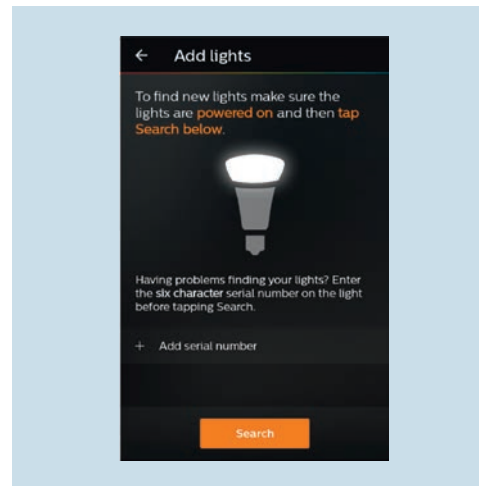 ← Add lights
To find new lights make sure the
lights are powered on and then tap
Search below.
Having problems finding your lights? Enter
the six character serial number on the light
before tapping Search.
+ Add serial number
Search